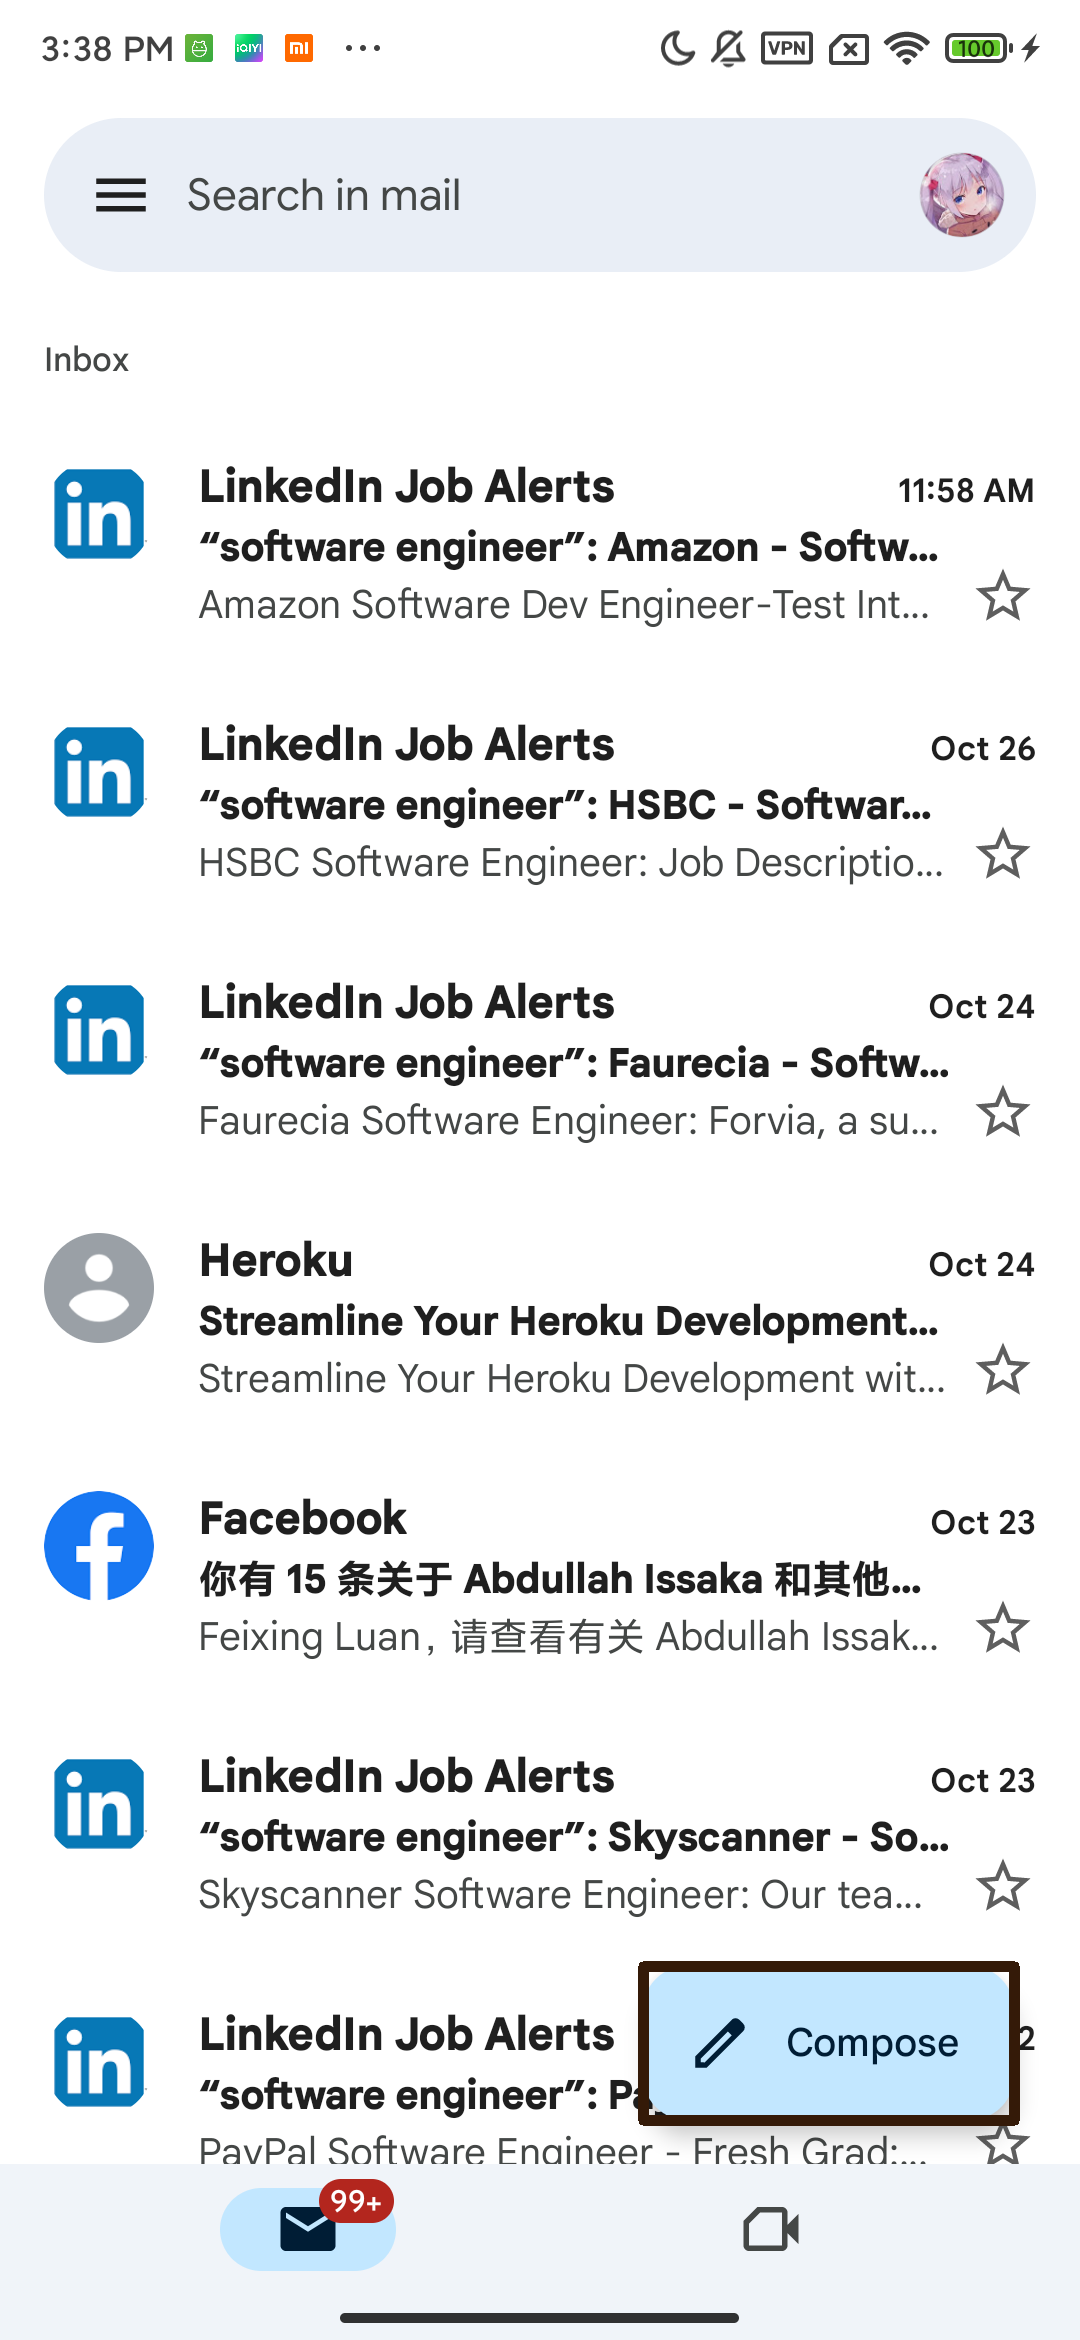 3:38 PM
iQIYI
mi
VPN
100
Search in mail
Inbox
LinkedIn Job Alerts
11:58 AM
“software engineer”: Amazon - Softw...
Amazon Software Dev Engineer-Test Int...
LinkedIn Job Alerts
Oct 26
“software engineer”: HSBC - Softwar...
HSBC Software Engineer: Job Descriptio...
LinkedIn Job Alerts
Oct 24
“software engineer”: Faurecia - Softw...
Faurecia Software Engineer: Forvia, a su...
Heroku
Oct 24
Streamline Your Heroku Development...
Streamline Your Heroku Development wit...
Facebook
Oct 23
你有 15 条关于 Abdullah Issaka 和其他...
Feixing Luan，请查看有关 Abdullah Issak...
LinkedIn Job Alerts
Oct 23
“software engineer”: Skyscanner - So...
Skyscanner Software Engineer: Our tea...
LinkedIn Job Alerts
“software engineer”:
PayPal Software Engineer - Fresh Grad:...
Compose
99+